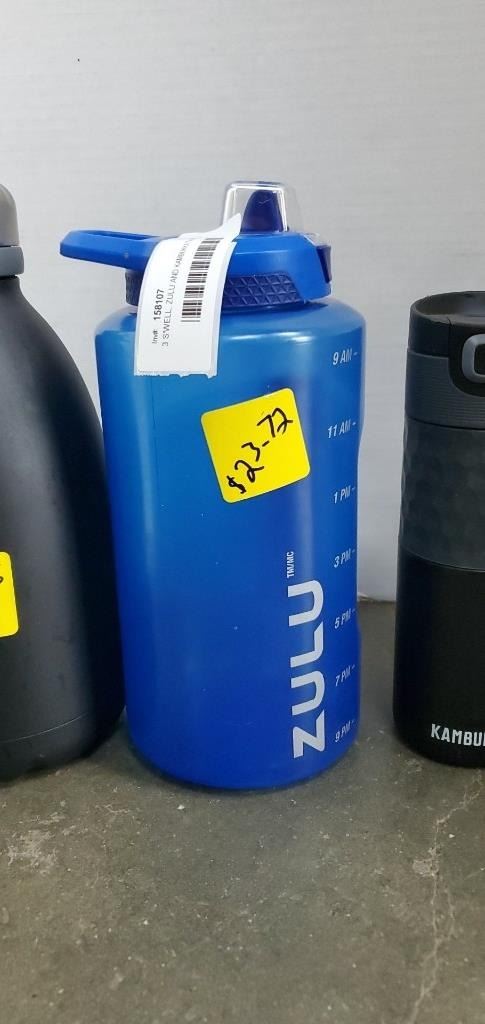 Inv#: 158107
3 S'WELL, ZULU AND KAMBUKKA
$23.72
9 AM -
11 AM -
1 PM -
3 PM -
5 PM -
7 PM -
9 PM -
ZULU TM/MC
KAMBU